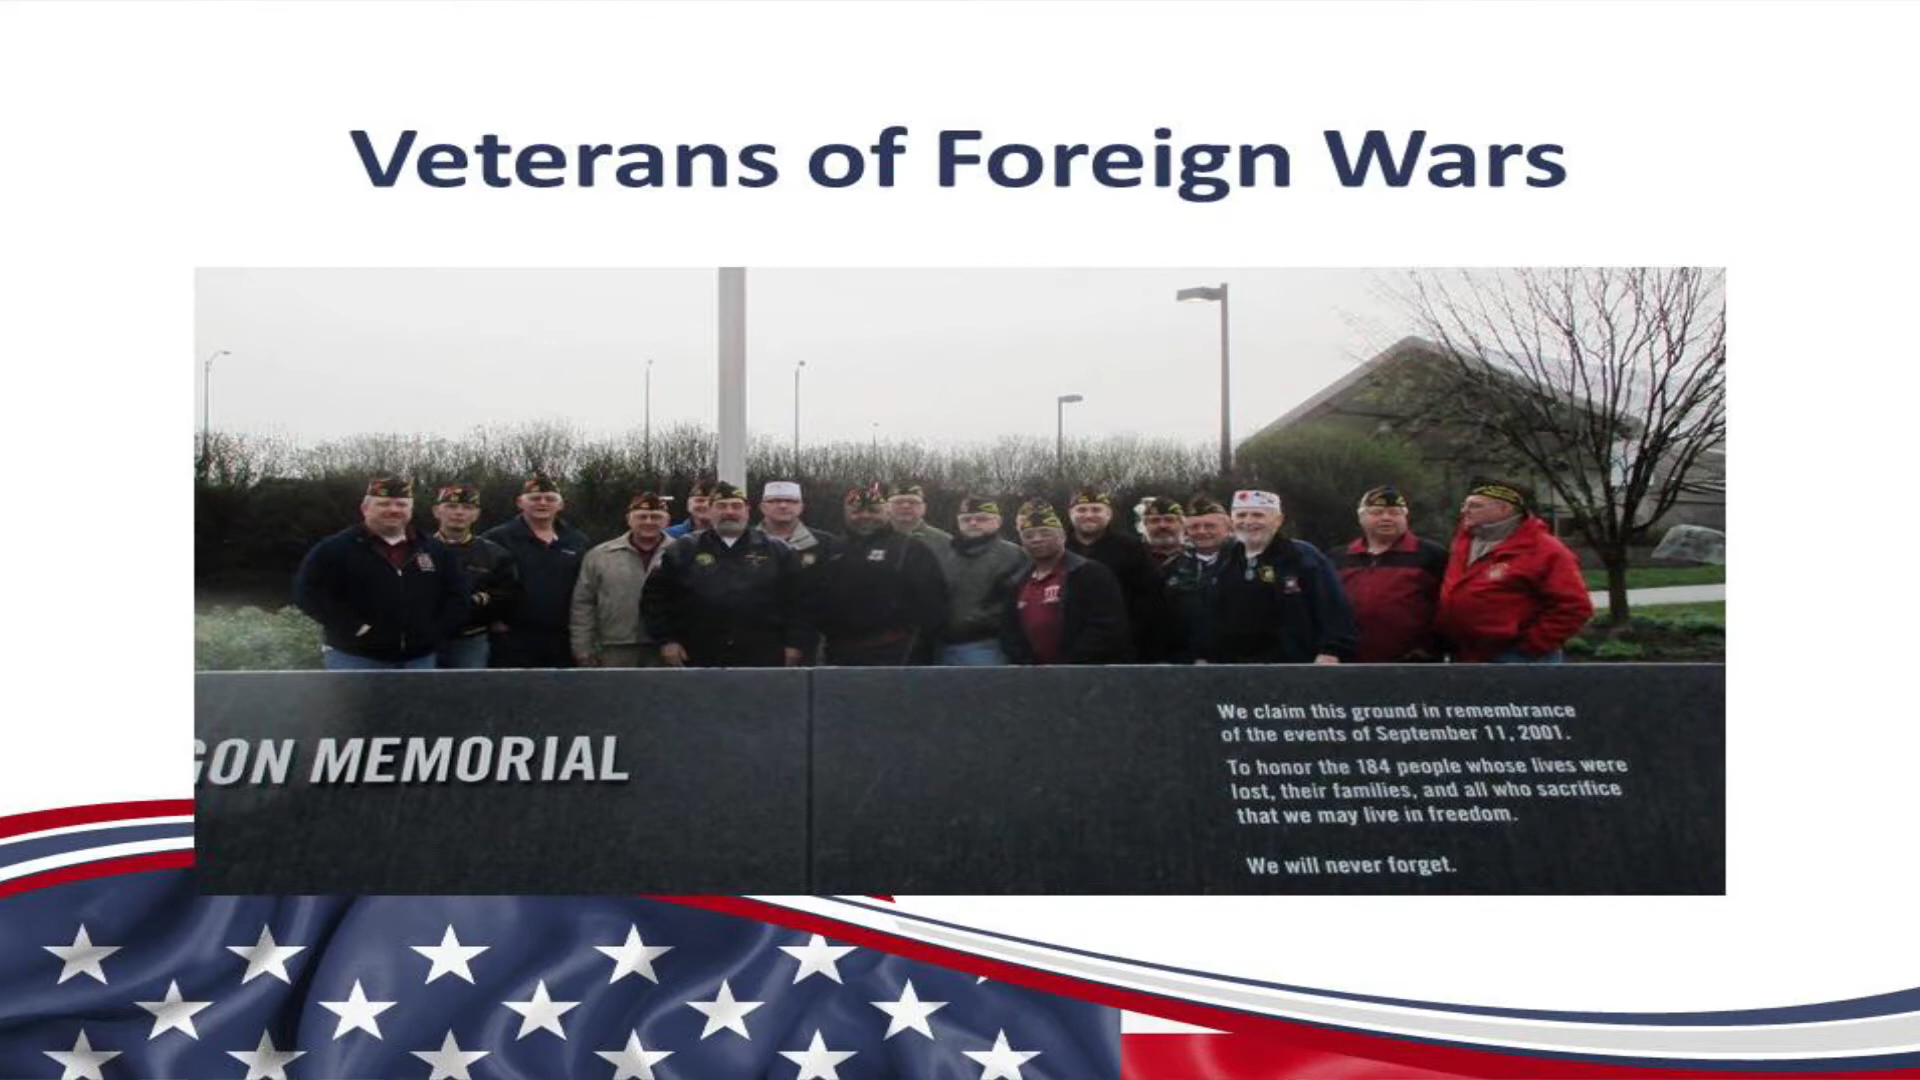 Veterans of Foreign Wars
GON MEMORIAL
We claim this ground in remembrance
of the events of September 11, 2001.
To honor the 184 people whose lives were
lost, their families, and all who sacrifice
that we may live in freedom.
We will never forget.